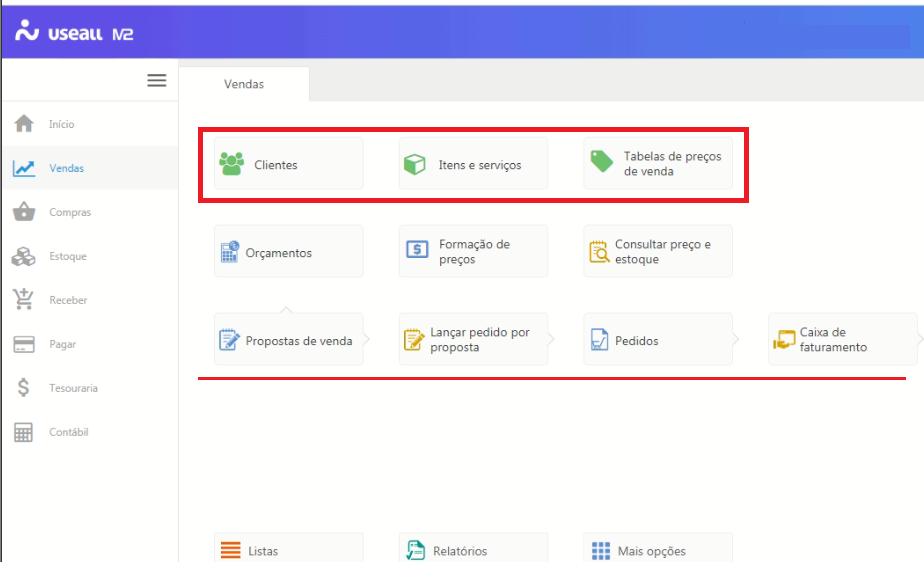 useall M2
Vendas
Início
Vendas
Compras
Estoque
Receber
Pagar
Tesouraria
Contábil
Clientes
Itens e serviços
Tabelas de preços
de venda
Orçamentos
Formação de
preços
Consultar preço e
estoque
Propostas de venda
Lançar pedido por
proposta
Pedidos
Caixa de
faturamento
Listas
Relatórios
Mais opções